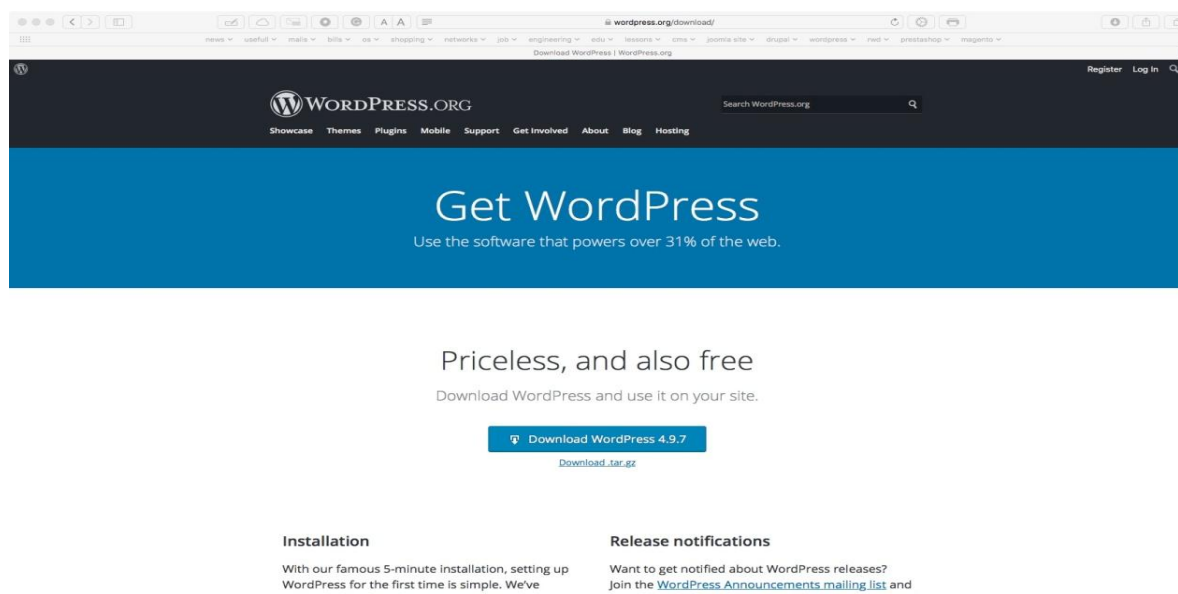 A A
wordpress.org/download/
news usefull mails bills os shopping networks job engineering edu lessons cms joomla site drupal wordpress rwd prestashop magento
Download WordPress | WordPress.org
Register Log In
WORDPRESS.ORG
Search WordPress.org
Showcase Themes Plugins Mobile Support Get Involved About Blog Hosting
Get WordPress
Use the software that powers over 31% of the web.
Priceless, and also free
Download WordPress and use it on your site.
Download WordPress 4.9.7
Download .tar.gz
Installation
With our famous 5-minute installation, setting up
WordPress for the first time is simple. We've
Release notifications
Want to get notified about WordPress releases?
Join the WordPress Announcements mailing list and